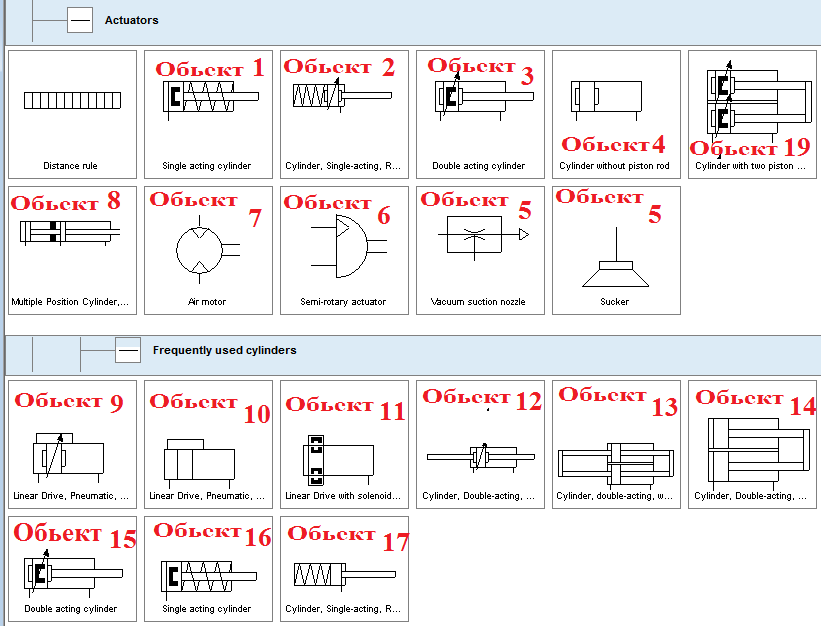 Actuators
Обьект 1
Обьект 2
Обьект 3
Обьект4
Обьект 19
Distance rule
Single acting cylinder
Cylinder, Single-acting, R...
Double acting cylinder
Cylinder without piston rod
Cylinder with two piston ...
Обьект 8
Обьект 7
Обьект 6
Обьект 5
Обьект 5
Multiple Position Cylinder,...
Air motor
Semi-rotary actuator
Vacuum suction nozzle
Sucker
Frequently used cylinders
Обьект 9
Обьект 10
Обьект 11
Обьект 12
Обьект 13
Обьект 14
Linear Drive, Pneumatic, ...
Linear Drive, Pneumatic, ...
Linear Drive with solenoid...
Cylinder, Double-acting, ...
Cylinder, double-acting, w...
Cylinder, Double-acting, ...
Обьект 15
Обьект 16
Обьект 17
Double acting cylinder
Single acting cylinder
Cylinder, Single-acting, R...